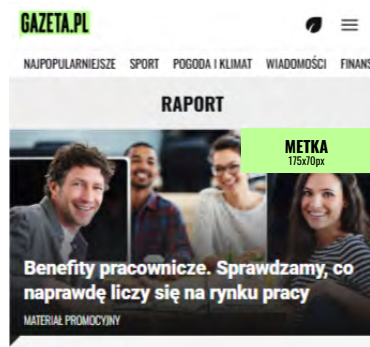 GAZETA.PL
NAJPOPULARNIEJSZE SPORT POGODA I KLIMAT WIADOMOŚCI FINANS
RAPORT
METKA
175x70px
Benefity pracownicze. Sprawdzamy, co
naprawdę liczy się na rynku pracy
MATERIAŁ PROMOCYJNY